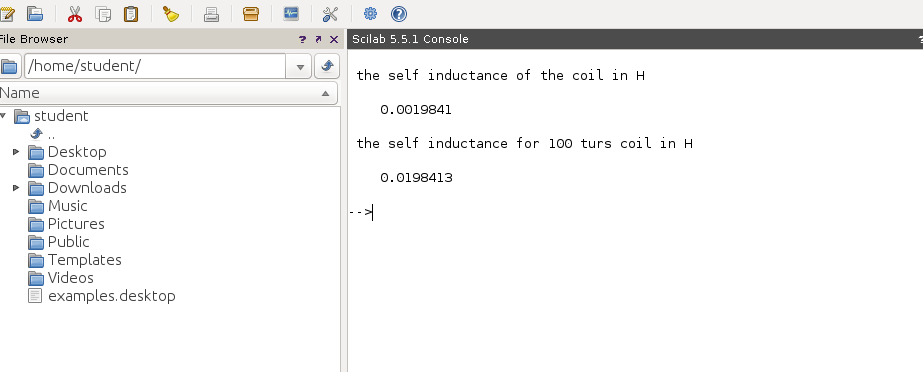 File Browser
Scilab 5.5.1 Console
/home/student/
Name
student
..
Desktop
Documents
Downloads
Music
Pictures
Public
Templates
Videos
examples.desktop
the self inductance of the coil in H
0.0019841
the self inductance for 100 turs coil in H
0.0198413
-->